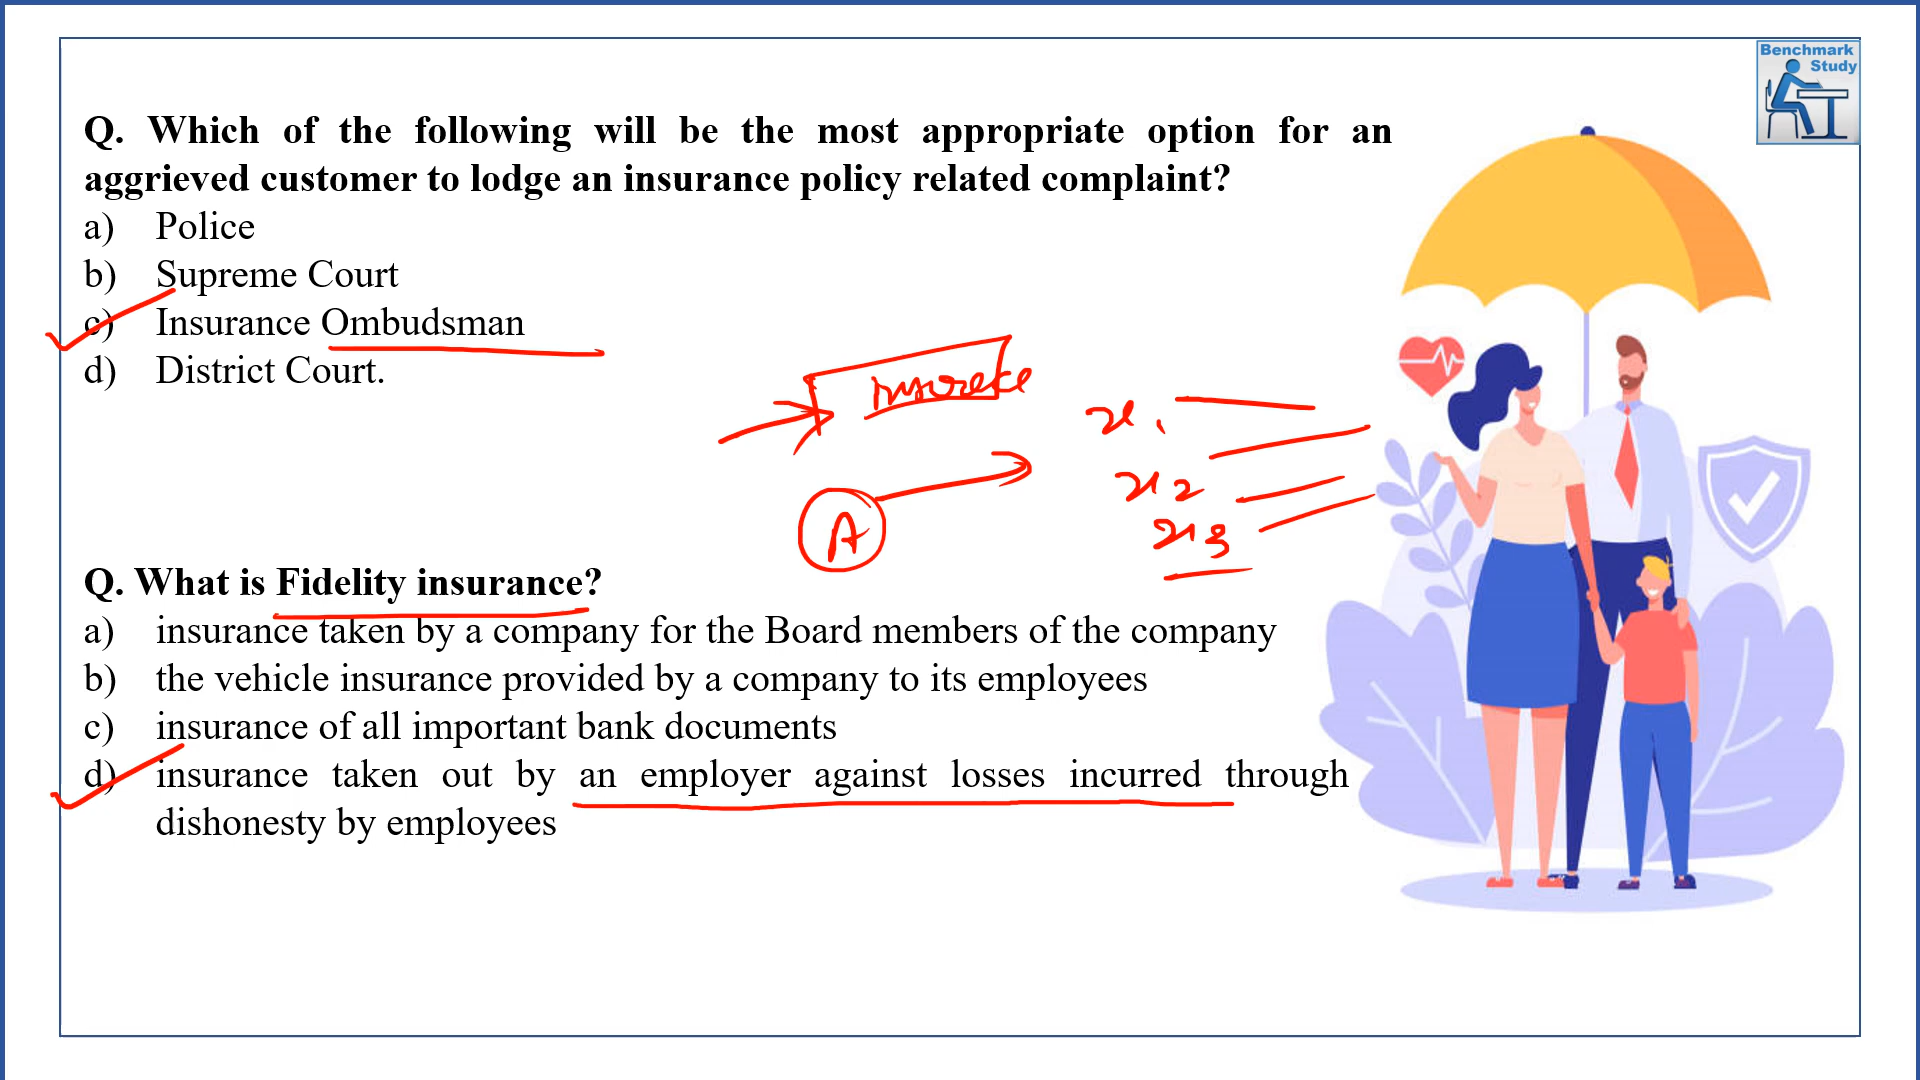 Benchmark
Study
Q. Which of the following will be the most appropriate option for an
aggrieved customer to lodge an insurance policy related complaint?
a) Police
b) Supreme Court
c) Insurance Ombudsman
d) District Court.
x1
A
x2
x3
Q. What is Fidelity insurance?
a) insurance taken by a company for the Board members of the company
b) the vehicle insurance provided by a company to its employees
c) insurance of all important bank documents
d) insurance taken out by an employer against losses incurred through
dishonesty by employees